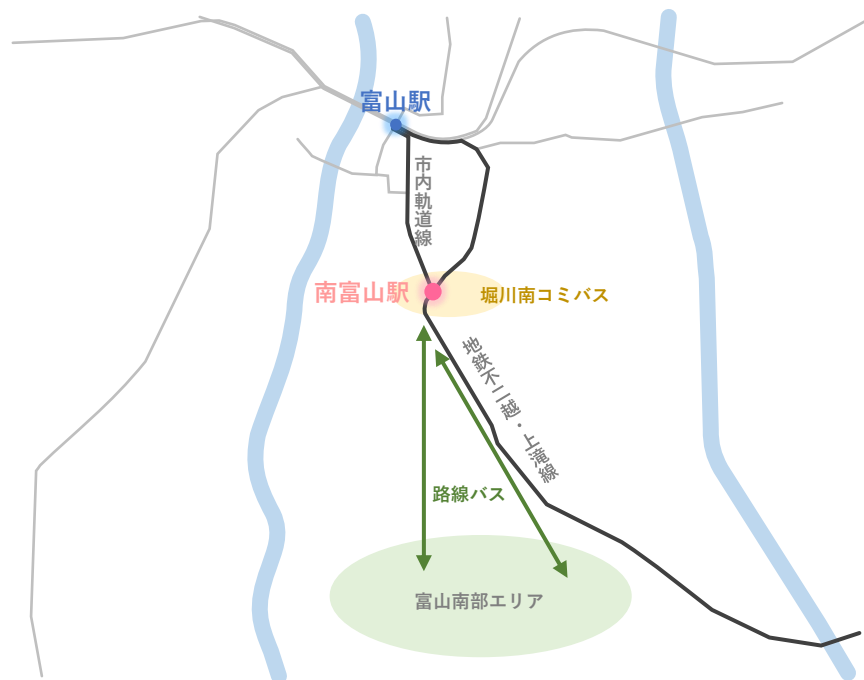 富山駅
市内軌道線
南富山駅
堀川南コミバス
地鉄不二越・上滝線
路線バス
富山南部エリア